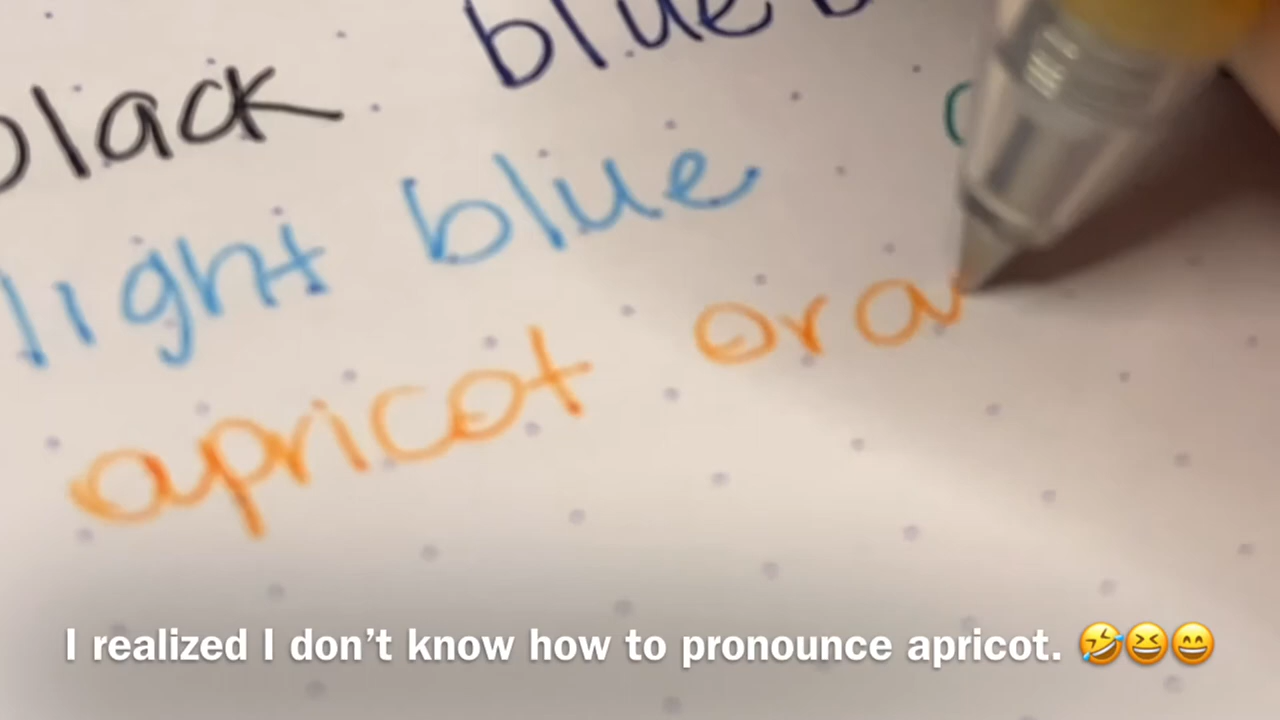 black blue b
light blue
apricot ora
I realized I don't know how to pronounce apricot. 🤣😆😄